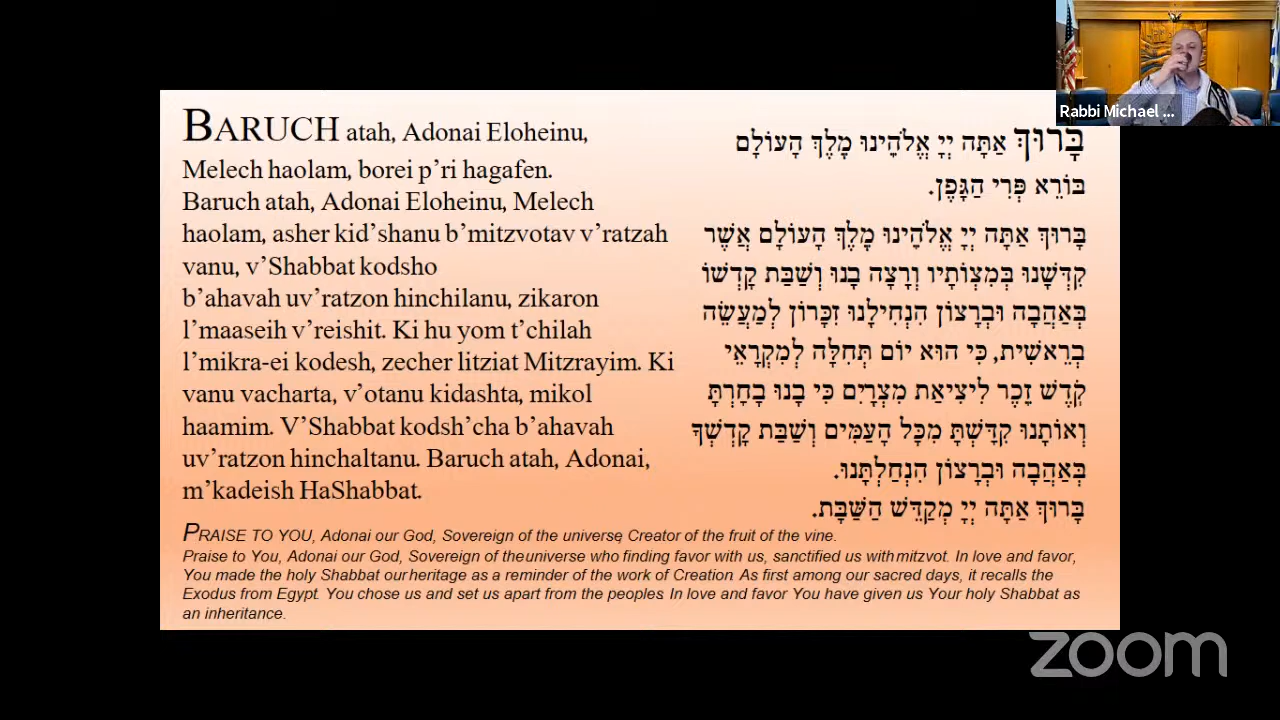 Rabbi Michael ...
BARUCH atah, Adonai Eloheinu,
Melech haolam, borei p’ri hagafen.
Baruch atah, Adonai Eloheinu, Melech
haolam, asher kid’shanu b’mitzvotav v’ratzah
vanu, v’Shabbat kodsho
b’ahavah uv’ratzon hinchilanu, zikaron
l’maaseih v’reishit. Ki hu yom t’chilah
l’mikra-ei kodesh, zecher litziat Mitzrayim. Ki
vanu vacharta, v’otanu kidashta, mikol
haamim. V’Shabbat kodsh’cha b’ahavah
uv’ratzon hinchaltanu. Baruch atah, Adonai,
m’kadeish HaShabbat.
בָּרוּךְ אַתָּה יְיָ אֱלֹהֵינוּ מֶלֶךְ הָעוֹלָם
בּוֹרֵא פְּרִי הַגָּפֶן.
בָּרוּךְ אַתָּה יְיָ אֱלֹהֵינוּ מֶלֶךְ הָעוֹלָם אֲשֶׁר
קִדְּשָׁנוּ בְּמִצְוֹתָיו וְרָצָה בָנוּ וְשַׁבַּת קָדְשׁוֹ
בְּאַהֲבָה וּבְרָצוֹן הִנְחִילָנוּ זִכָּרוֹן לְמַעֲשֵׂה
בְרֵאשִׁית, כִּי הוּא יוֹם תְּחִלָּה לְמִקְרָאֵי
קֹדֶשׁ זֵכֶר לִיצִיאַת מִצְרָיִם כִּי בָנוּ בָחַרְתָּ
וְאוֹתָנוּ קִדַּשְׁתָּ מִכָּל הָעַמִּים וְשַׁבַּת קָדְשְׁךָ
בְּאַהֲבָה וּבְרָצוֹן הִנְחַלְתָּנוּ.
בָּרוּךְ אַתָּה יְיָ מְקַדֵּשׁ הַשַּׁבָּת.
PRAISE TO YOU, Adonai our God, Sovereign of the universe, Creator of the fruit of the vine.
Praise to You, Adonai our God, Sovereign of the universe who finding favor with us, sanctified us with mitzvot. In love and favor,
You made the holy Shabbat our heritage as a reminder of the work of Creation. As first among our sacred days, it recalls the
Exodus from Egypt. You chose us and set us apart from the peoples. In love and favor You have given us Your holy Shabbat as
an inheritance.
zoom